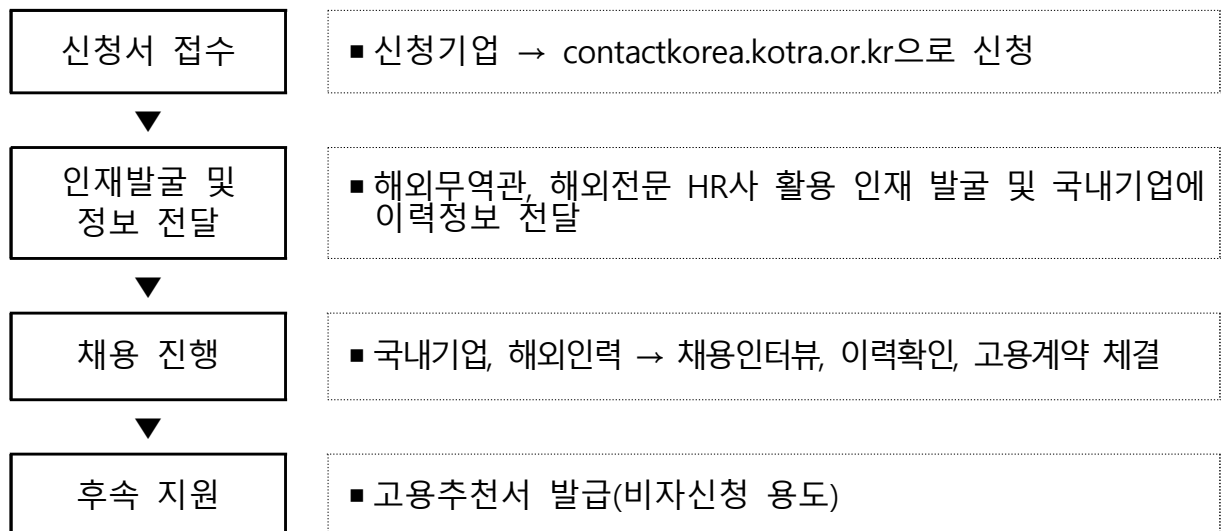 신청서 접수
■ 신청기업 → contactkorea.kotra.or.kr으로 신청
▼
인재발굴 및
정보 전달
■ 해외무역관, 해외전문 HR사 활용 인재 발굴 및 국내기업에
이력정보 전달
▼
채용 진행
■ 국내기업, 해외인력 → 채용인터뷰, 이력확인, 고용계약 체결
▼
후속 지원
■ 고용추천서 발급(비자신청 용도)